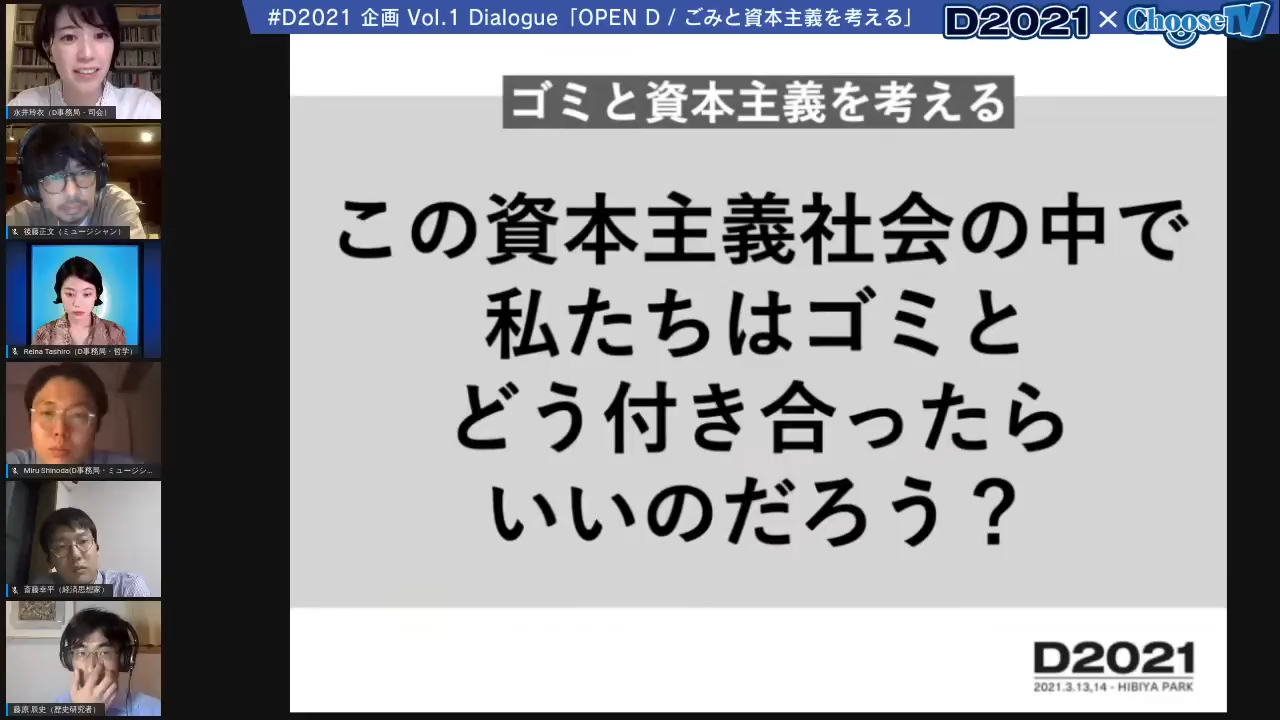 #D2021 企画 Vol.1 Dialogue「OPEN D / ごみと資本主義を考える」
D2021 × ChooseTV
ゴミと資本主義を考える
この資本主義社会の中で
私たちはゴミと
どう付き合ったら
いいのだろう？
D2021
2021.3.13,14 - HIBIYA PARK
永井玲衣（D事務局・司会）
後藤正文（ミュージシャン）
Reina Tashiro（D事務局・哲学）
Miru Shinoda(D事務局・ミュージシ...
斎藤幸平（経済思想家）
藤原 辰史（歴史研究者）